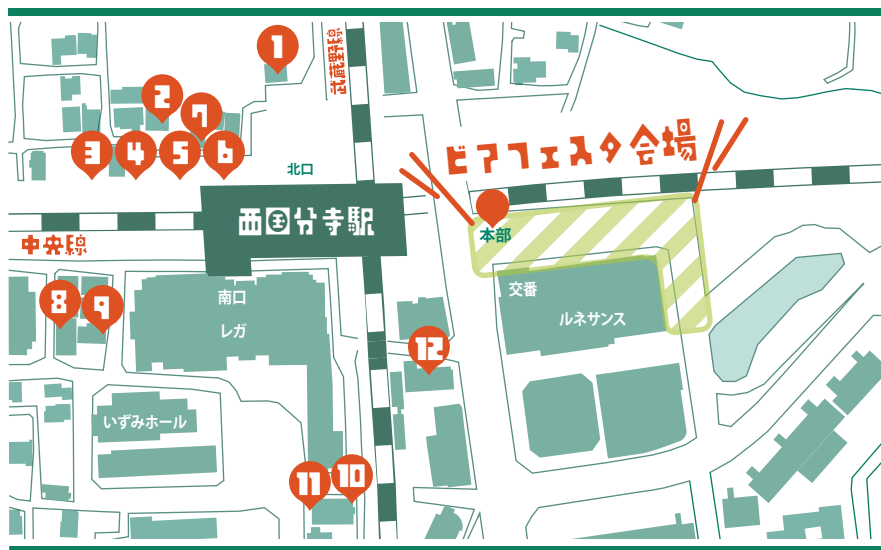 1
武蔵野線
2
7
3
4
5
6
北口
ビアフェスタ会場
西国分寺駅
本部
中央線
8
9
南口
レガ
交番
ルネサンス
12
いずみホール
11
10